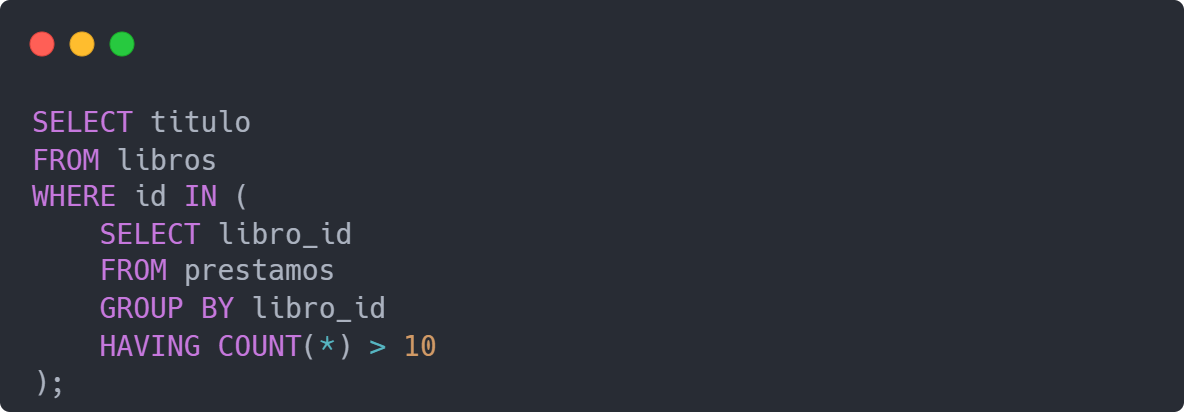 SELECT titulo
FROM libros
WHERE id IN (
    SELECT libro_id
    FROM prestamos
    GROUP BY libro_id
    HAVING COUNT(*) > 10
);